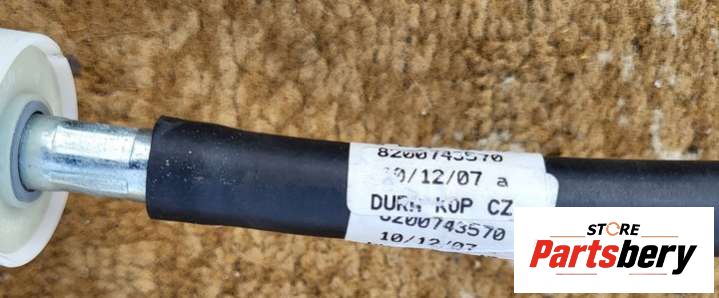 8200743570
10/12/07 a
DURA KOP CZ
8200743570
10/12/07
STORE
Partsbery